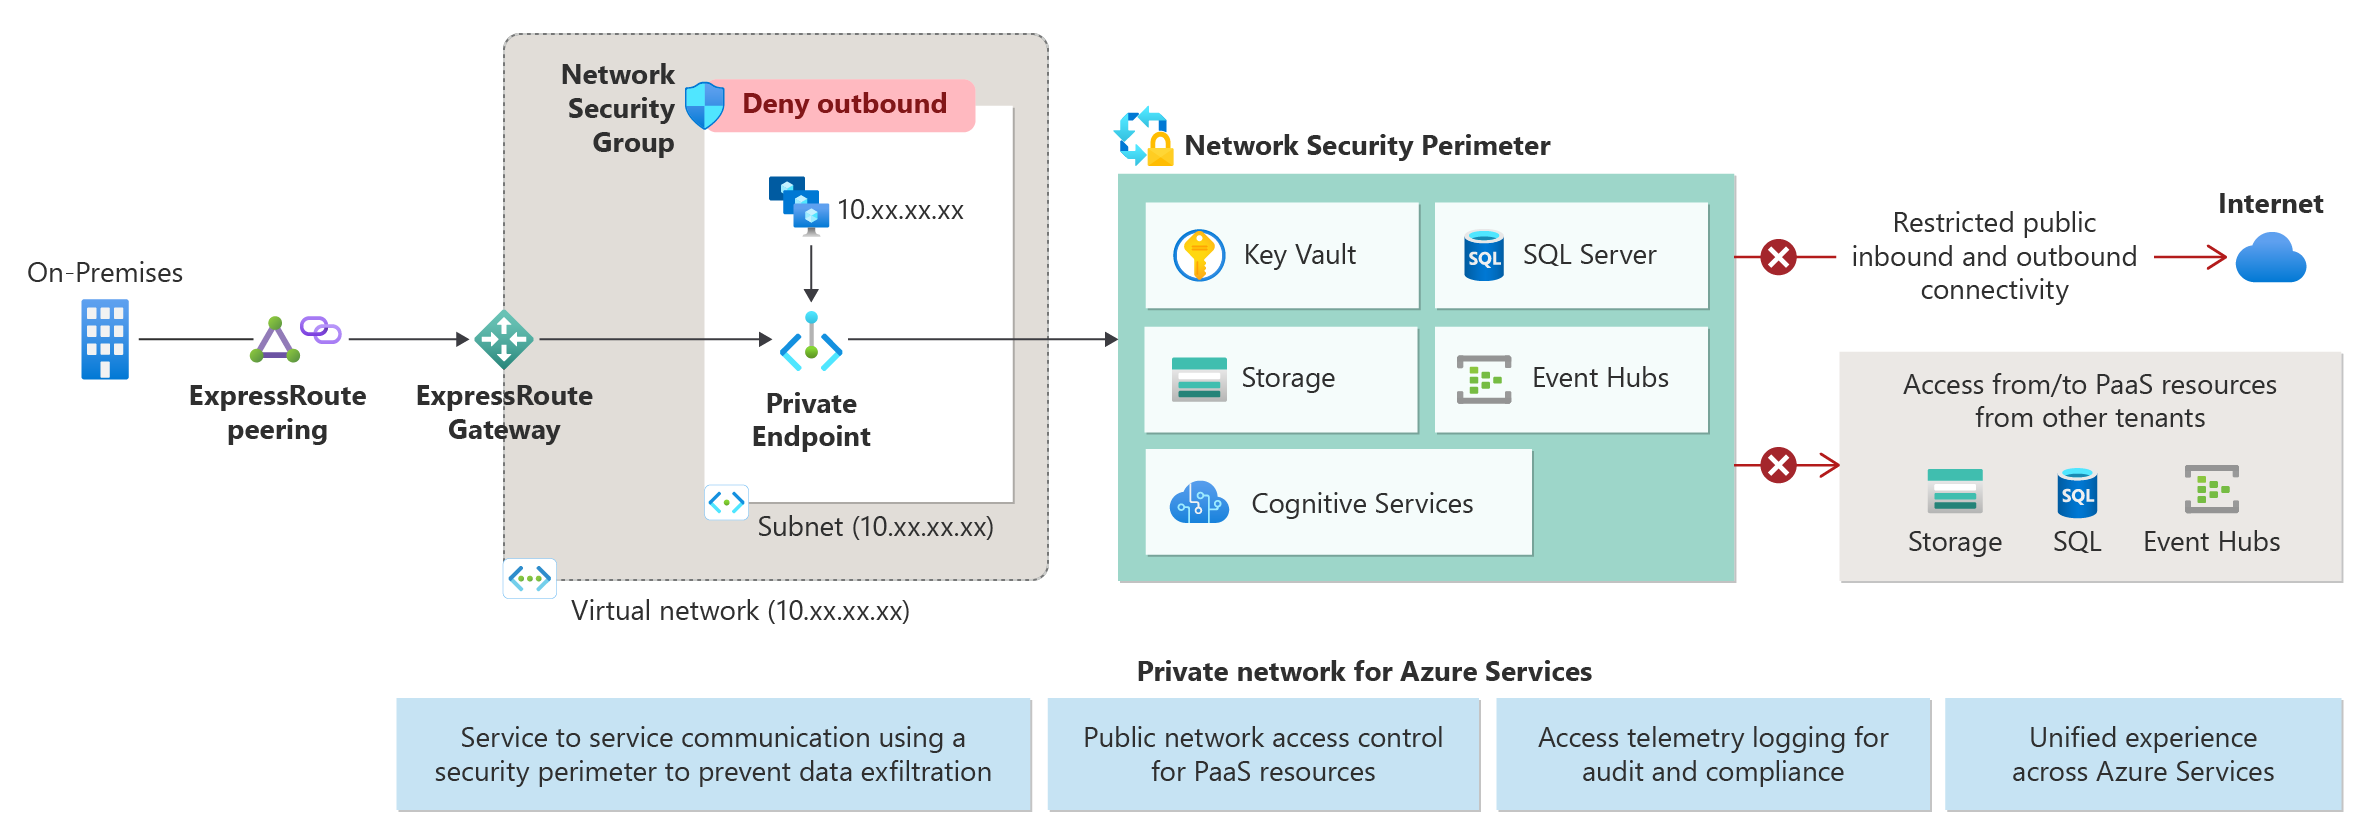 On-Premises
ExpressRoute
peering
ExpressRoute
Gateway
Network
Security
Group
Deny outbound
10.xx.xx.xx
Private
Endpoint
Subnet (10.xx.xx.xx)
Virtual network (10.xx.xx.xx)
Network Security Perimeter
Key Vault
SQL
SQL Server
Storage
Event Hubs
Cognitive Services
Restricted public
inbound and outbound
connectivity
Internet
Access from/to PaaS resources
from other tenants
SQL
Storage
SQL
Event Hubs
Private network for Azure Services
Service to service communication using a
security perimeter to prevent data exfiltration
Public network access control
for PaaS resources
Access telemetry logging for
audit and compliance
Unified experience
across Azure Services